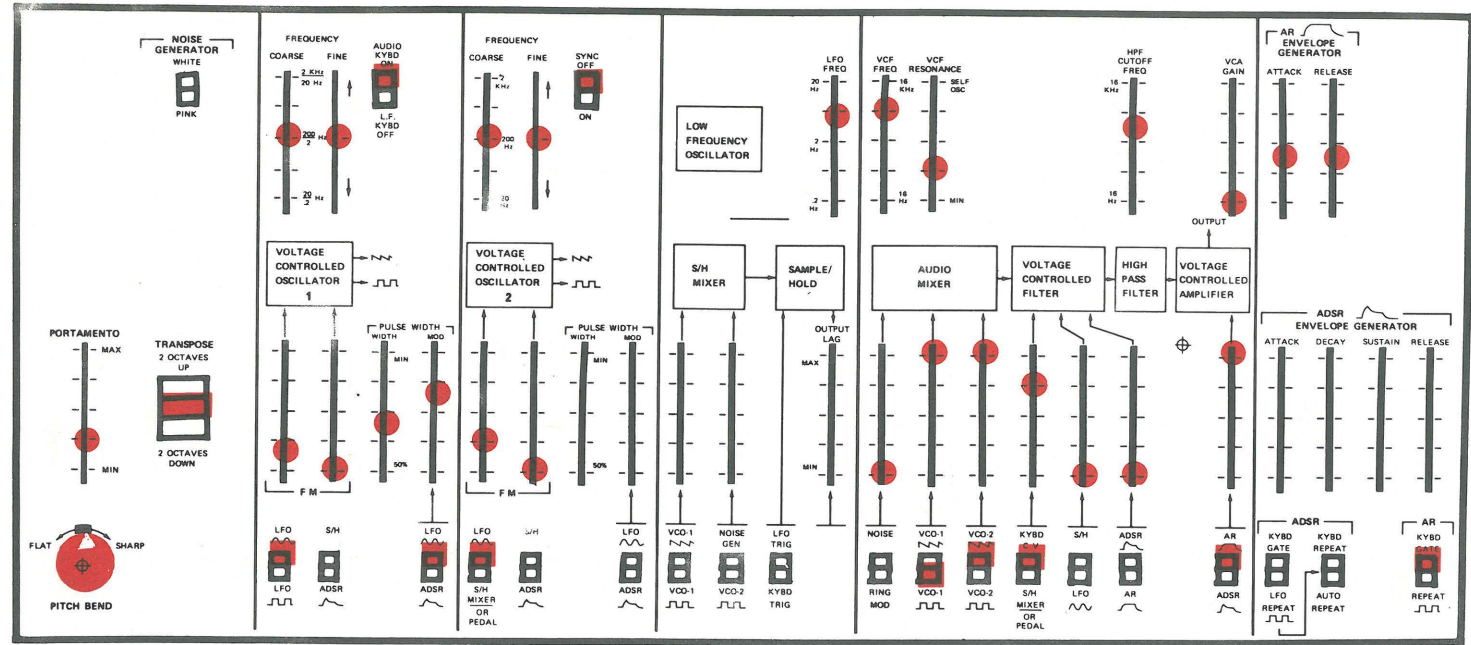 NOISE
GENERATOR
WHITE
PINK
PORTAMENTO
MAX
MIN
TRANSPOSE
2 OCTAVES
UP
2 OCTAVES
DOWN
FLAT
SHARP
PITCH BEND
FREQUENCY
COARSE FINE
2 KHz
20 Hz
200 Hz
.2
20 Hz
.2
AUDIO
KYBD
ON
L.F.
KYBD
OFF
VOLTAGE
CONTROLLED
OSCILLATOR
1
PULSE WIDTH
WIDTH MOD
MIN
50%
FM
LFO S/H LFO
LFO ADSR ADSR
FREQUENCY
COARSE FINE
2
KHz
200
Hz
20
Hz
SYNC
OFF
ON
VOLTAGE
CONTROLLED
OSCILLATOR
2
PULSE WIDTH
WIDTH MOD
MIN
50%
FM
LFO S/H LFO
S/H ADSR ADSR
MIXER
OR
PEDAL
LOW
FREQUENCY
OSCILLATOR
LFO
FREQ
20
Hz
2
Hz
.2
Hz
S/H
MIXER
SAMPLE/
HOLD
OUTPUT
LAG
MAX
MIN
VCO-1 NOISE LFO
GEN TRIG
VCO-1 VCO-2 KYBD
TRIG
VCF
FREQ
16
KHz
16
Hz
VCF
RESONANCE
SELF
OSC
MIN
HPF
CUTOFF
FREQ
16
KHz
16
Hz
VCA
GAIN
OUTPUT
AUDIO
MIXER
VOLTAGE
CONTROLLED
FILTER
HIGH
PASS
FILTER
VOLTAGE
CONTROLLED
AMPLIFIER
NOISE VCO-1 VCO-2 KYBD S/H ADSR AR
C V
RING VCO-1 VCO-2 S/H LFO AR ADSR
MOD MIXER
OR
PEDAL
AR
ENVELOPE
GENERATOR
ATTACK RELEASE
ADSR
ENVELOPE GENERATOR
ATTACK DECAY SUSTAIN RELEASE
ADSR
KYBD KYBD
GATE REPEAT
LFO AUTO
REPEAT REPEAT
AR
KYBD
GATE
REPEAT